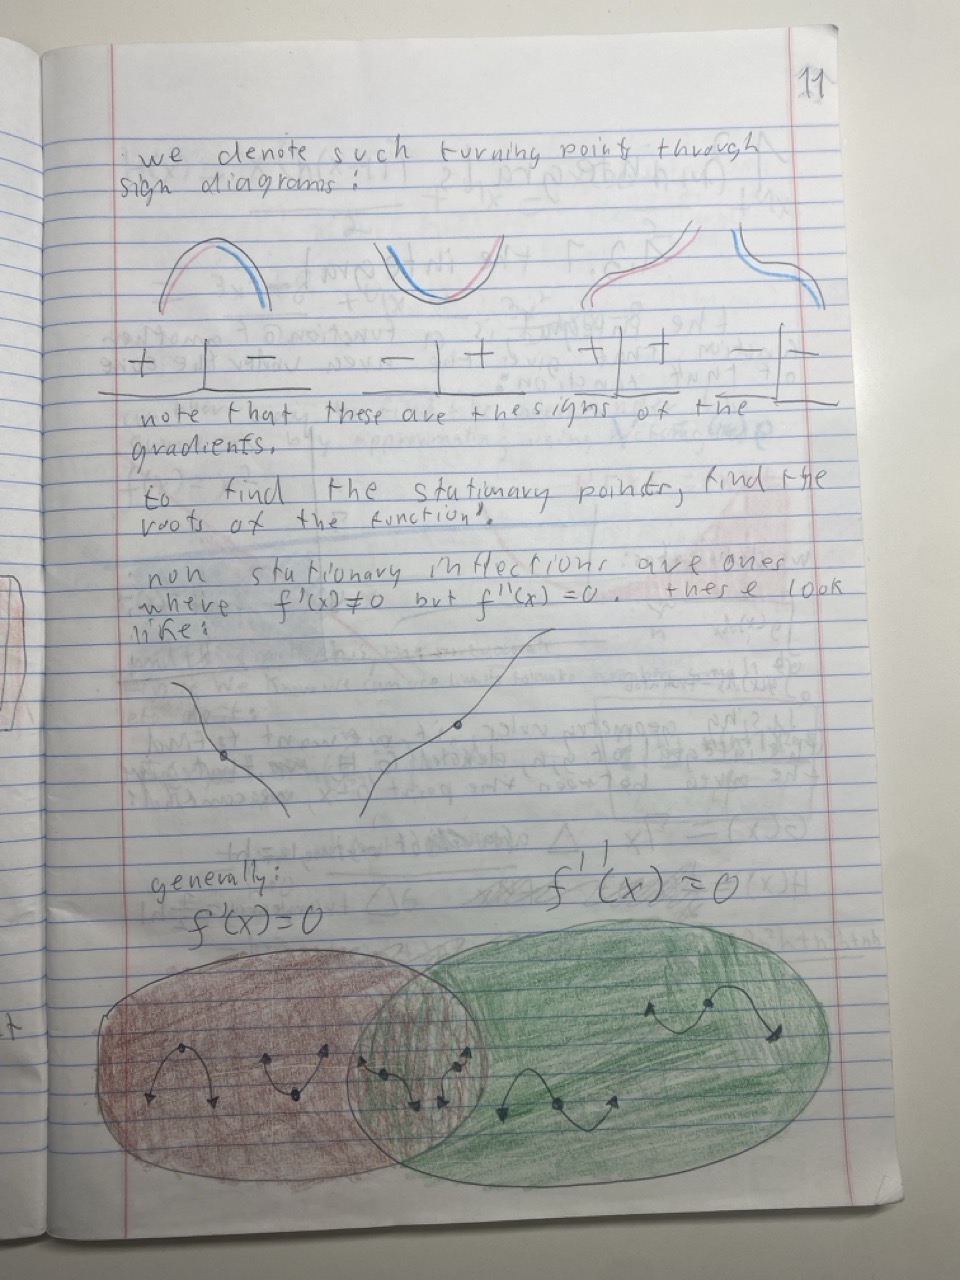 11
we denote such turning points through
sign diagrams:
+ | - - | + + | + - | -
note that these are the signs of the
gradients.
to find the stationary points, find the
roots of the function'.
non stationary inflections are ones
where f'(x)≠0 but f''(x)=0. these look
like:
generally:
f'(x)=0
f''(x)=0